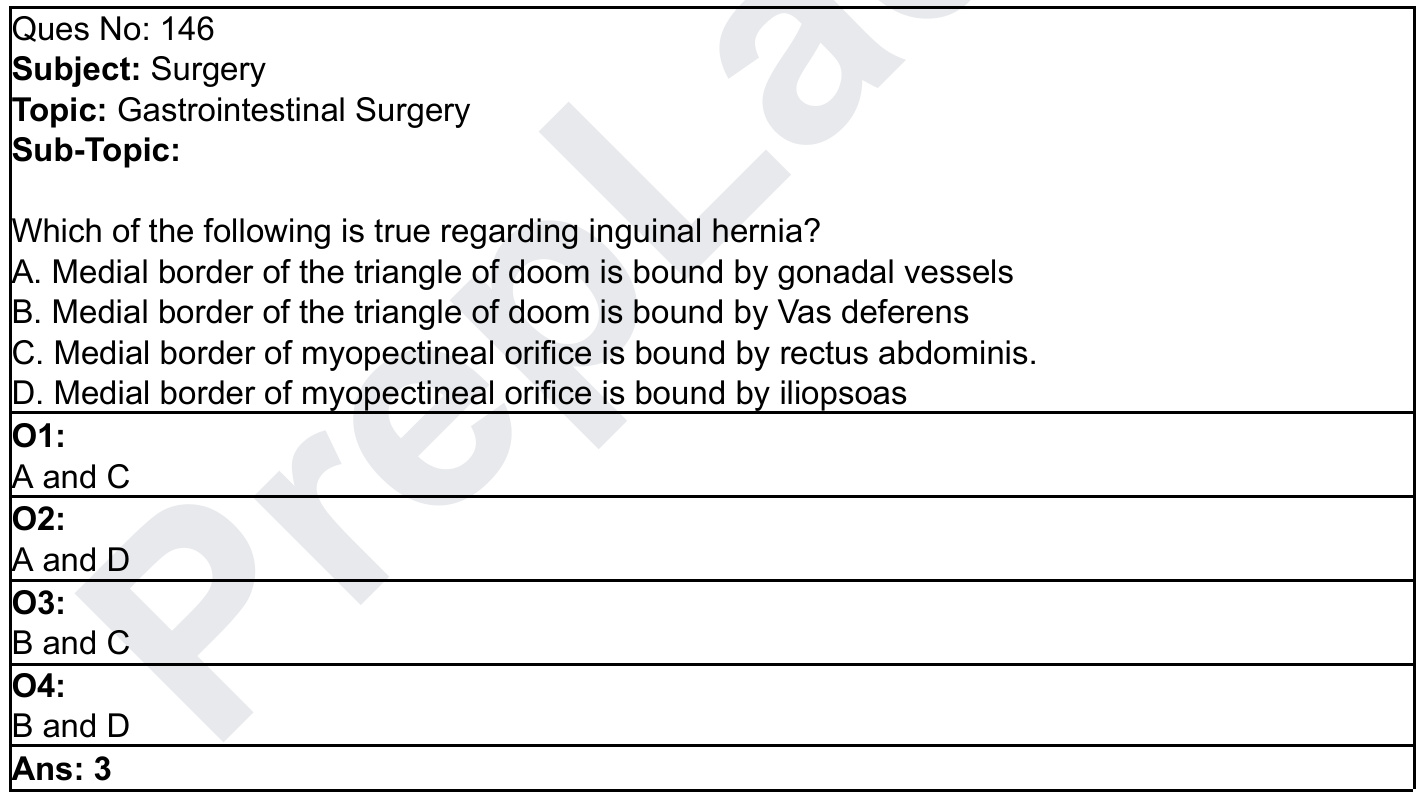 Ques No: 146
Subject: Surgery
Topic: Gastrointestinal Surgery
Sub-Topic:
Which of the following is true regarding inguinal hernia?
A. Medial border of the triangle of doom is bound by gonadal vessels
B. Medial border of the triangle of doom is bound by Vas deferens
C. Medial border of myopectineal orifice is bound by rectus abdominis.
D. Medial border of myopectineal orifice is bound by iliopsoas
O1:
A and C
O2:
A and D
O3:
B and C
O4:
B and D
Ans: 3